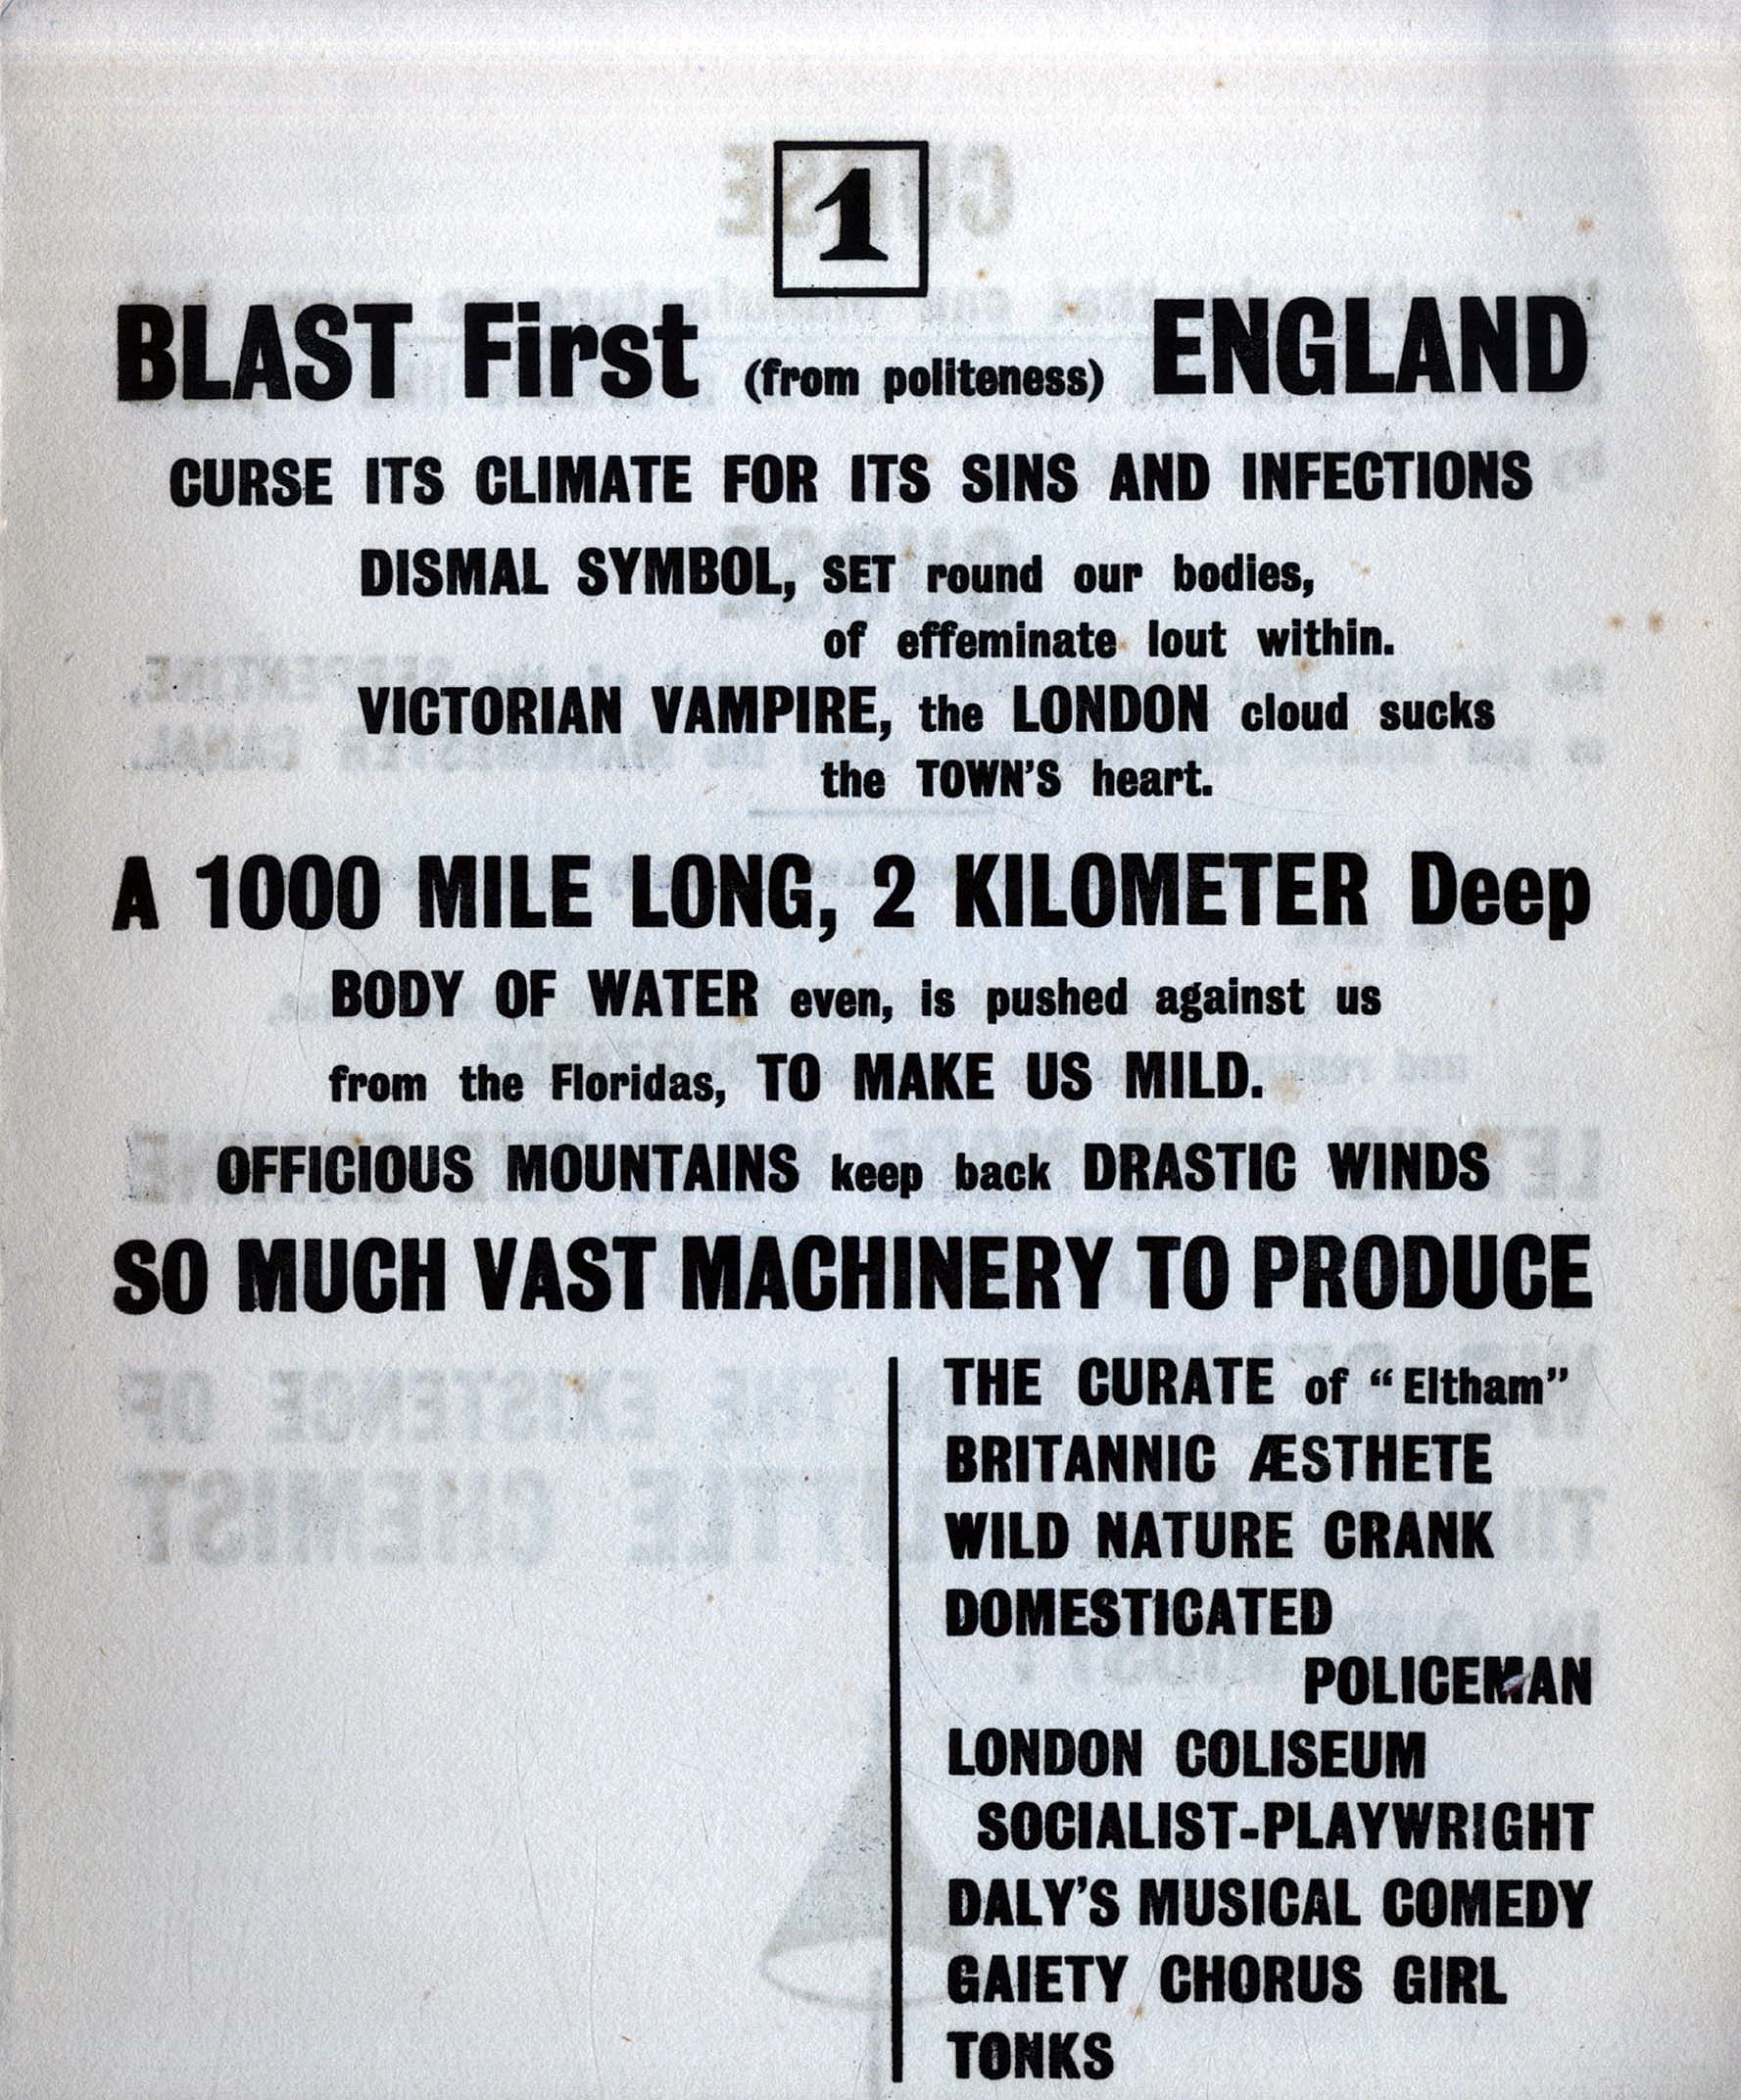 1
BLAST First (from politeness) ENGLAND
CURSE ITS CLIMATE FOR ITS SINS AND INFECTIONS
DISMAL SYMBOL, SET round our bodies,
of effeminate lout within.
VICTORIAN VAMPIRE, the LONDON cloud sucks
the TOWN'S heart.
A 1000 MILE LONG, 2 KILOMETER Deep
BODY OF WATER even, is pushed against us
from the Floridas, TO MAKE US MILD.
OFFICIOUS MOUNTAINS keep back DRASTIC WINDS
SO MUCH VAST MACHINERY TO PRODUCE
THE CURATE of “Eltham”
BRITANNIC ÆSTHETE
WILD NATURE CRANK
DOMESTICATED
POLICEMAN
LONDON COLISEUM
SOCIALIST-PLAYWRIGHT
DALY'S MUSICAL COMEDY
GAIETY CHORUS GIRL
TONKS